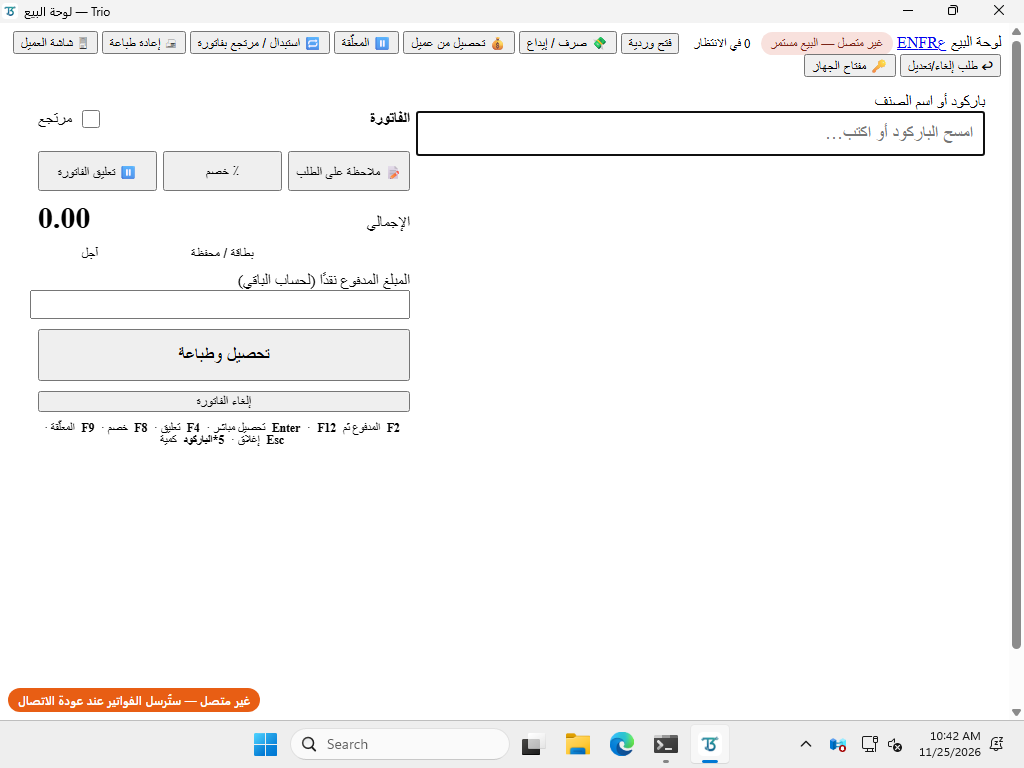 لوحة البيع — Trio
لوحة البيع عENFR غير متصل — البيع مستمر 0 في الانتظار فتح وردية 💸 صرف / إيداع 💰 تحصيل من عميل ⏸ المعلّقة 🔁 استبدال / مرتجع بفاتورة إعادة طباعة شاشة العميل
↩ طلب إلغاء/تعديل 🔑 مفتاح الجهاز
باركود أو اسم الصنف
امسح الباركود أو اكتب...
الفاتورة مرتجع
📝 ملاحظة على الطلب ٪ خصم ⏸ تعليق الفاتورة
الإجمالي 0.00
بطاقة / محفظة آجل
المبلغ المدفوع نقدًا (لحساب الباقي)
تحصيل وطباعة
إلغاء الفاتورة
F2 المدفوع ثم Enter · F12 تحصيل مباشر · F4 تعليق · F8 خصم · F9 المعلّقة ·
Esc إغلاق · 5*الباركود كمية
غير متصل — ستُرسل الفواتير عند عودة الاتصال
Search
10:42 AM
11/25/2026